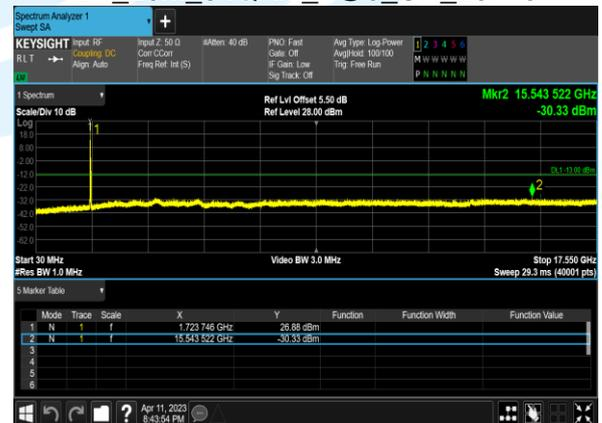 Spectrum Analyzer 1
Swept SA
KEYSIGHT
RLT
Input: RF
Coupling: DC
Align: Auto
Input Z: 50 Ω
Corr CCorr
Freq Ref: Int (S)
#Atten: 40 dB
PNO: Fast
Gate: Off
IF Gain: Low
Sig Track: Off
Avg Type: Log-Power
Avg|Hold: 100/100
Trig: Free Run
1 2 3 4 5 6
M W W W W W
P N N N N N
1 Spectrum
Scale/Div 10 dB
Ref Lvl Offset 5.50 dB
Ref Level 28.00 dBm
Mkr2 15.543 522 GHz
-30.33 dBm
Log
18.0
8.00
-2.00
-12.0
-22.0
-32.0
-42.0
-52.0
-62.0
1
2
DL1 -13.00 dBm
Start 30 MHz
#Res BW 1.0 MHz
Video BW 3.0 MHz
Stop 17.550 GHz
Sweep 29.3 ms (40001 pts)
5 Marker Table
Mode Trace Scale X Y Function Function Width Function Value
1 N 1 f 1.723 746 GHz 26.88 dBm
2 N 1 f 15.543 522 GHz -30.33 dBm
3
4
5
6
Apr 11, 2023
8:43:54 PM